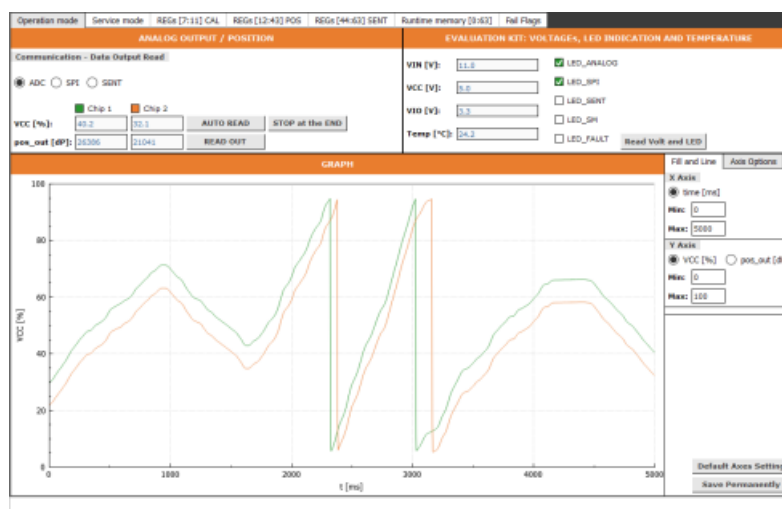 Operation mode Service mode REGs [7:11] CAL REGs [12:43] POS REGs [44:63] SENT Runtime memory [0:63] Fail Flags
ANALOG OUTPUT / POSITION
Communication - Data Output Read
ADC SPI SENT
Chip 1 Chip 2
VCC [%]: 40.2 32.1 AUTO READ STOP at the END
pos_out [dP]: 26386 21041 READ OUT
EVALUATION KIT: VOLTAGEs, LED INDICATION AND TEMPERATURE
VIN [V]: 11.8 LED_ANALOG
VCC [V]: 5.0 LED_SPI
VIO [V]: 3.3 LED_SENT
LED_SM
Temp [°C]: 24.2 LED_FAULT Read Volt and LED
GRAPH
VCC [%]
100
80
60
40
20
0
0 1000 2000 3000 4000 5000
t [ms]
Fill and Line Axis Options
X Axis
time [ms]
Min: 0
Max: 5000
Y Axis
VCC [%] pos_out [d
Min: 0
Max: 100
Default Axes Setting
Save Permanently